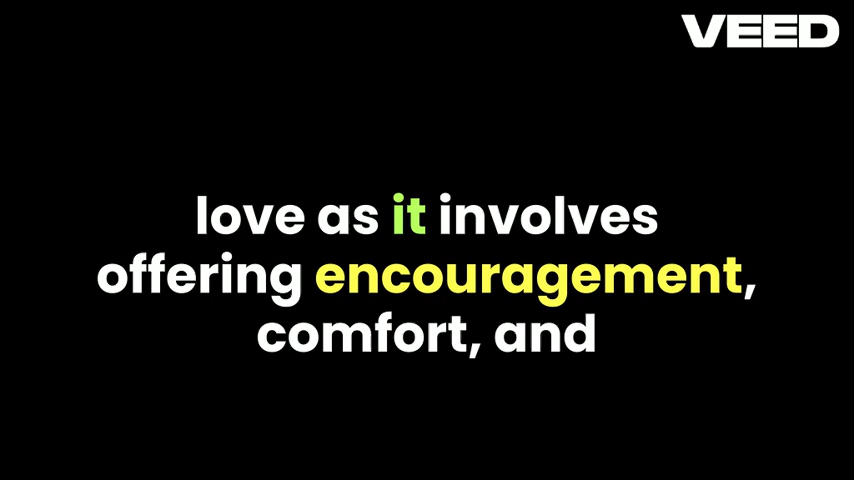 VEED
love as it involves
offering encouragement,
comfort, and